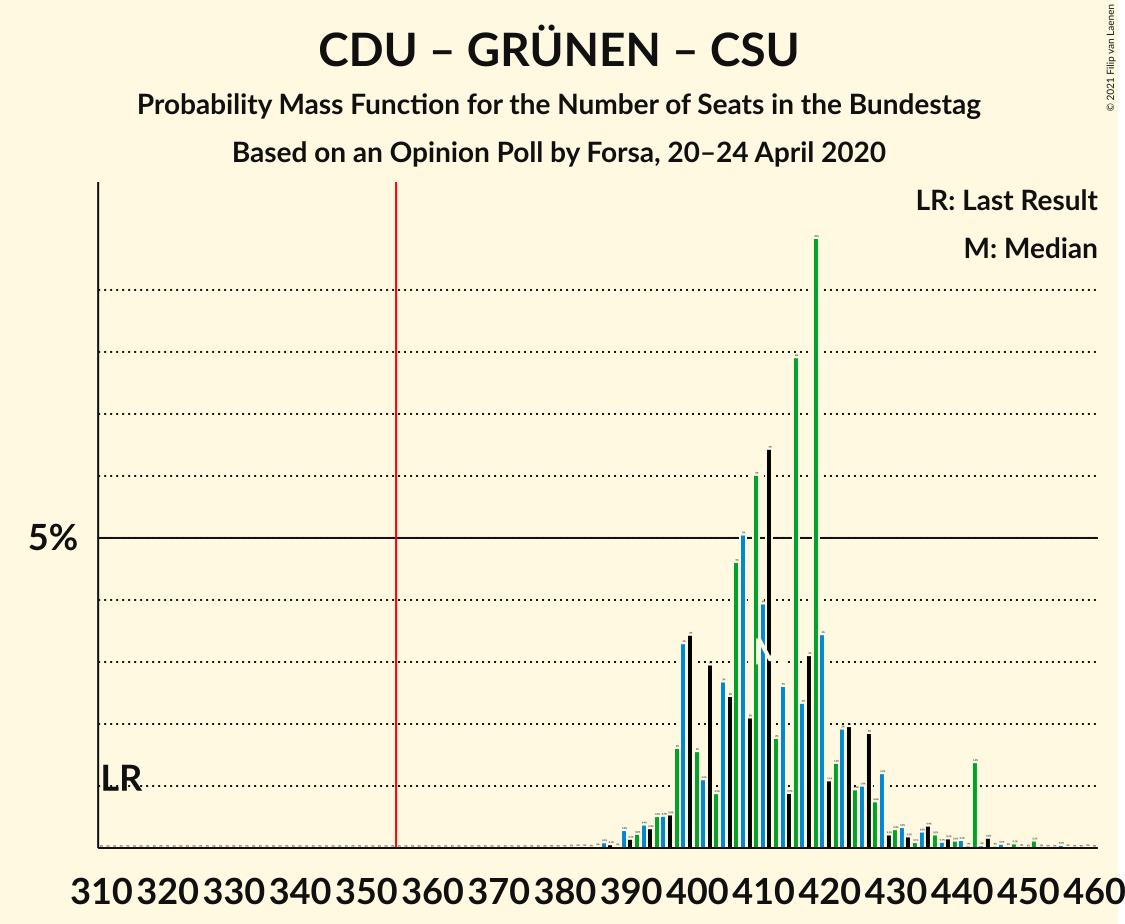 CDU – GRÜNEN – CSU
Probability Mass Function for the Number of Seats in the Bundestag
Based on an Opinion Poll by Forsa, 20–24 April 2020
© 2021 Filip van Laenen
LR: Last Result
M: Median
5%
LR
310 320 330 340 350 360 370 380 390 400 410 420 430 440 450 460